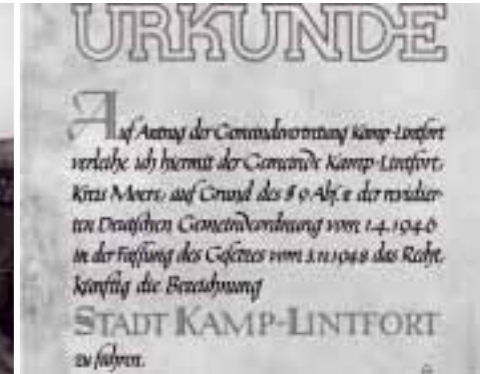 URKUNDE
Auf Antrag der Gemeindevertretung Kamp-Lintfort
verleihe ich hiermit der Gemeinde Kamp-Lintfort,
Kreis Moers, auf Grund des § 9 Abs. 2 der revidier-
ten Deutschen Gemeindeordnung vom 1.4.1946
in der Fassung des Gesetzes vom 3.11.1948 das Recht,
künftig die Bezeichnung
STADT KAMP-LINTFORT
zu führen.